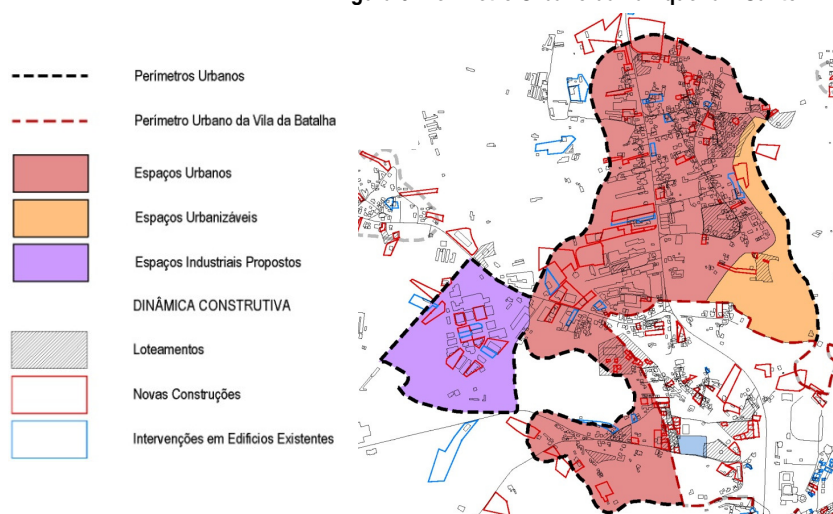 Perímetros Urbanos
Perímetro Urbano da Vila da Batalha
Espaços Urbanos
Espaços Urbanizáveis
Espaços Industriais Propostos
DINÂMICA CONSTRUTIVA
Loteamentos
Novas Construções
Intervenções em Edificios Existentes